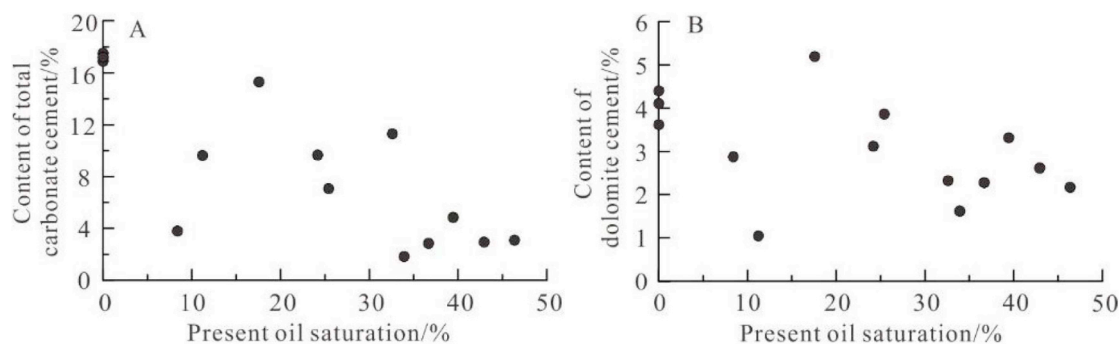 A
Content of total
carbonate cement/%
20
16
12
8
4
0
0 10 20 30 40 50
Present oil saturation/%
B
Content of
dolomite cement/%
6
5
4
3
2
1
0
0 10 20 30 40 50
Present oil saturation/%